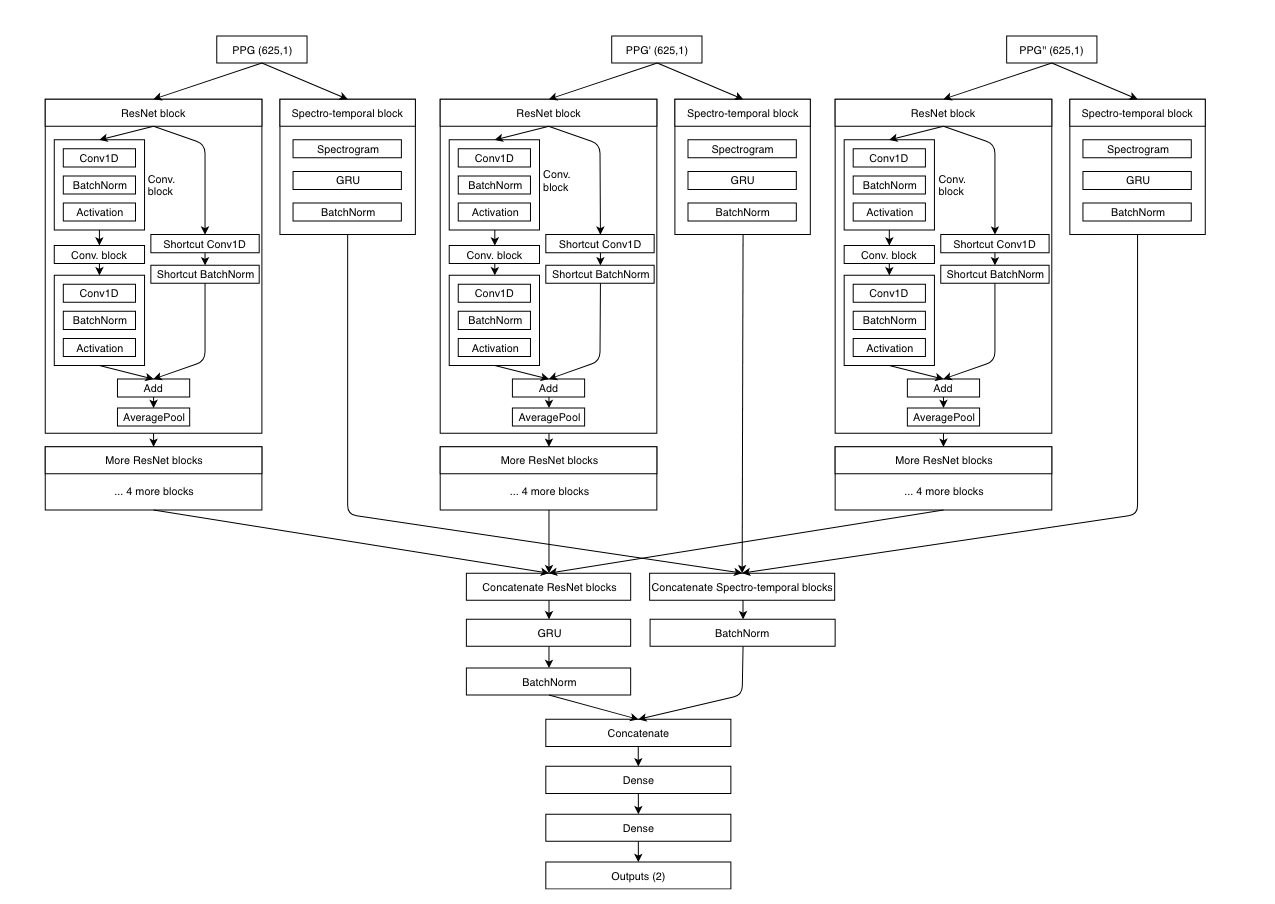 PPG (625,1)
PPG' (625,1)
PPG" (625,1)
ResNet block
Spectro-temporal block
ResNet block
Spectro-temporal block
ResNet block
Spectro-temporal block
Conv1D
BatchNorm
Activation
Conv.
block
Shortcut Conv1D
Conv. block
Shortcut BatchNorm
Conv1D
BatchNorm
Activation
Add
AveragePool
Spectrogram
GRU
BatchNorm
Conv1D
BatchNorm
Activation
Conv.
block
Shortcut Conv1D
Conv. block
Shortcut BatchNorm
Conv1D
BatchNorm
Activation
Add
AveragePool
Spectrogram
GRU
BatchNorm
Conv1D
BatchNorm
Activation
Conv.
block
Shortcut Conv1D
Conv. block
Shortcut BatchNorm
Conv1D
BatchNorm
Activation
Add
AveragePool
Spectrogram
GRU
BatchNorm
More ResNet blocks
... 4 more blocks
More ResNet blocks
... 4 more blocks
More ResNet blocks
... 4 more blocks
Concatenate ResNet blocks
Concatenate Spectro-temporal blocks
GRU
BatchNorm
BatchNorm
Concatenate
Dense
Dense
Outputs (2)